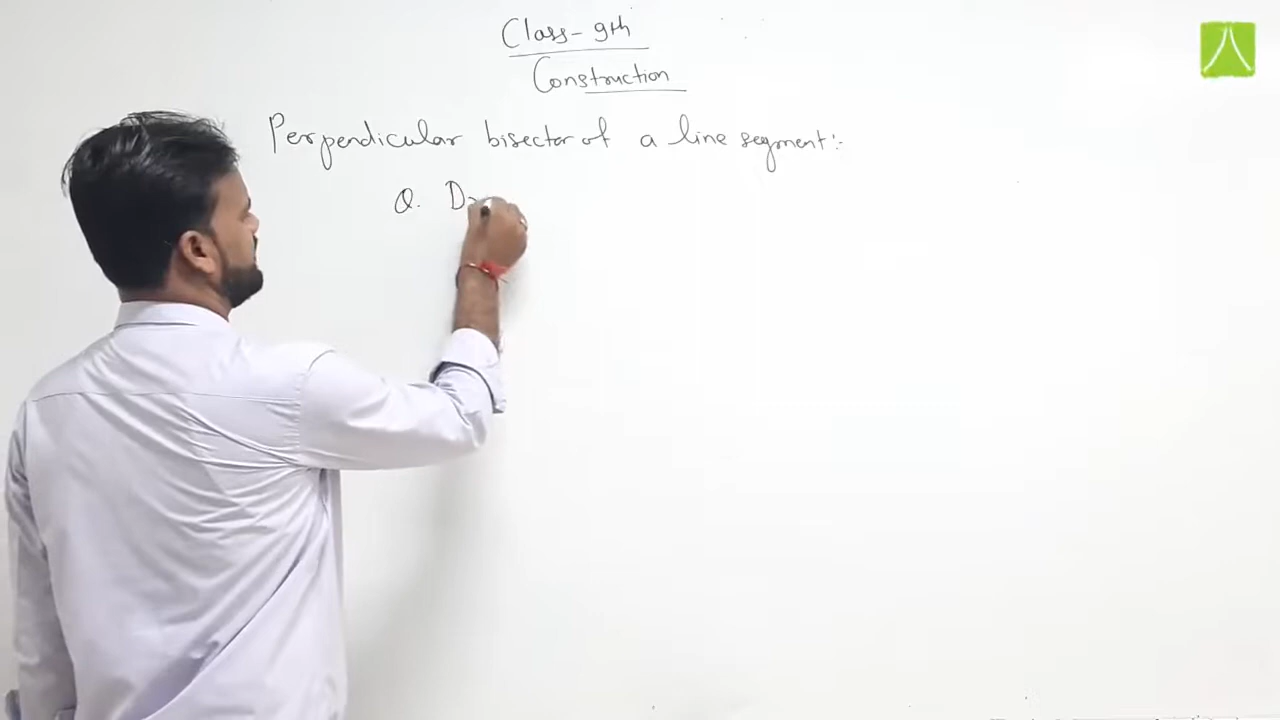 Class-9th
Construction
Perpendicular bisector of a line segment:-
Q.